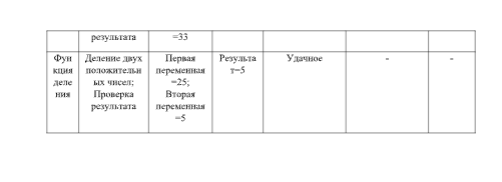 результата =33
Фун Деление двух Первая Результа Удачное - -
кция положительн переменная т=5
деле ых чисел; =25;
ния Проверка Вторая
результата переменная
=5